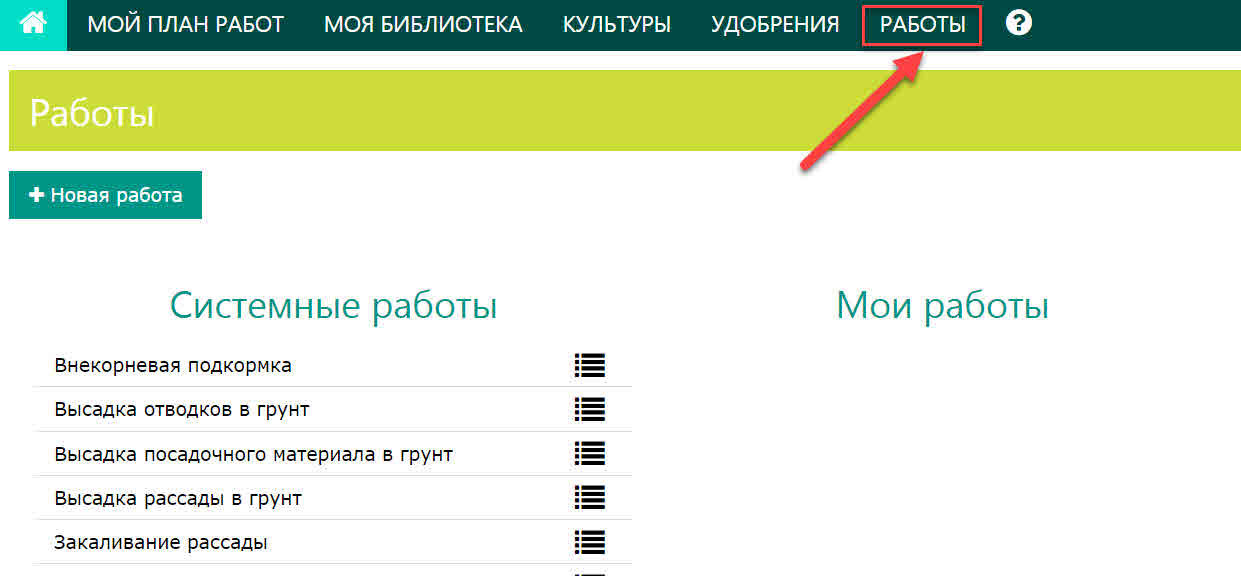 МОЙ ПЛАН РАБОТ МОЯ БИБЛИОТЕКА КУЛЬТУРЫ УДОБРЕНИЯ РАБОТЫ ?
Работы
+ Новая работа
Системные работы Мои работы
Внекорневая подкормка
Высадка отводков в грунт
Высадка посадочного материала в грунт
Высадка рассады в грунт
Закаливание рассады